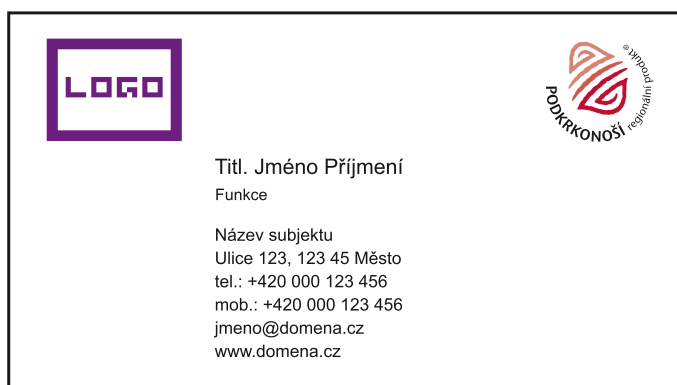 LOGO
PODKRKONOŠÍ regionální produkt®
Titl. Jméno Příjmení
Funkce
Název subjektu
Ulice 123, 123 45 Město
tel.: +420 000 123 456
mob.: +420 000 123 456
jmeno@domena.cz
www.domena.cz